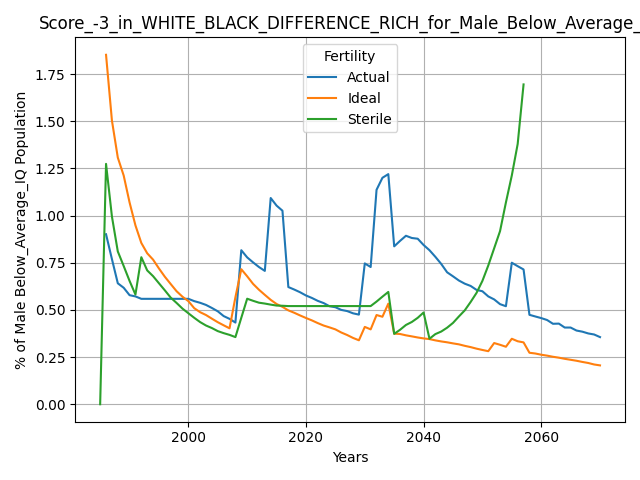 Score_-3_in_WHITE_BLACK_DIFFERENCE_RICH_for_Male_Below_Average_
Fertility
Actual
Ideal
Sterile
% of Male Below_Average_IQ Population
1.75
1.50
1.25
1.00
0.75
0.50
0.25
0.00
2000
2020
2040
2060
Years